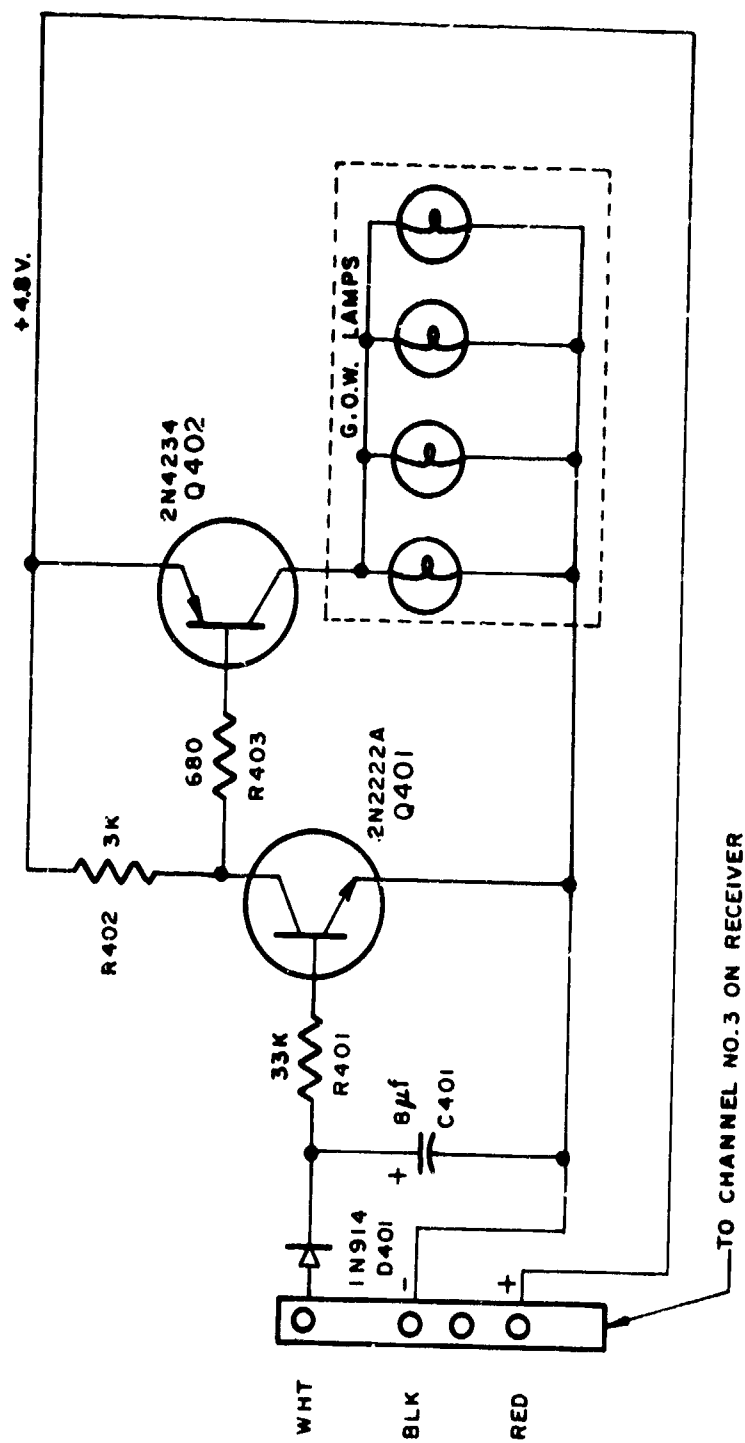 +4.8V.
2N4234
Q402
G.O.W. LAMPS
3K
R402
680
R403
2N2222A
Q401
33K
R401
8µf
+
C401
1N914
D401
WHT
-
BLK
+
RED
TO CHANNEL NO.3 ON RECEIVER